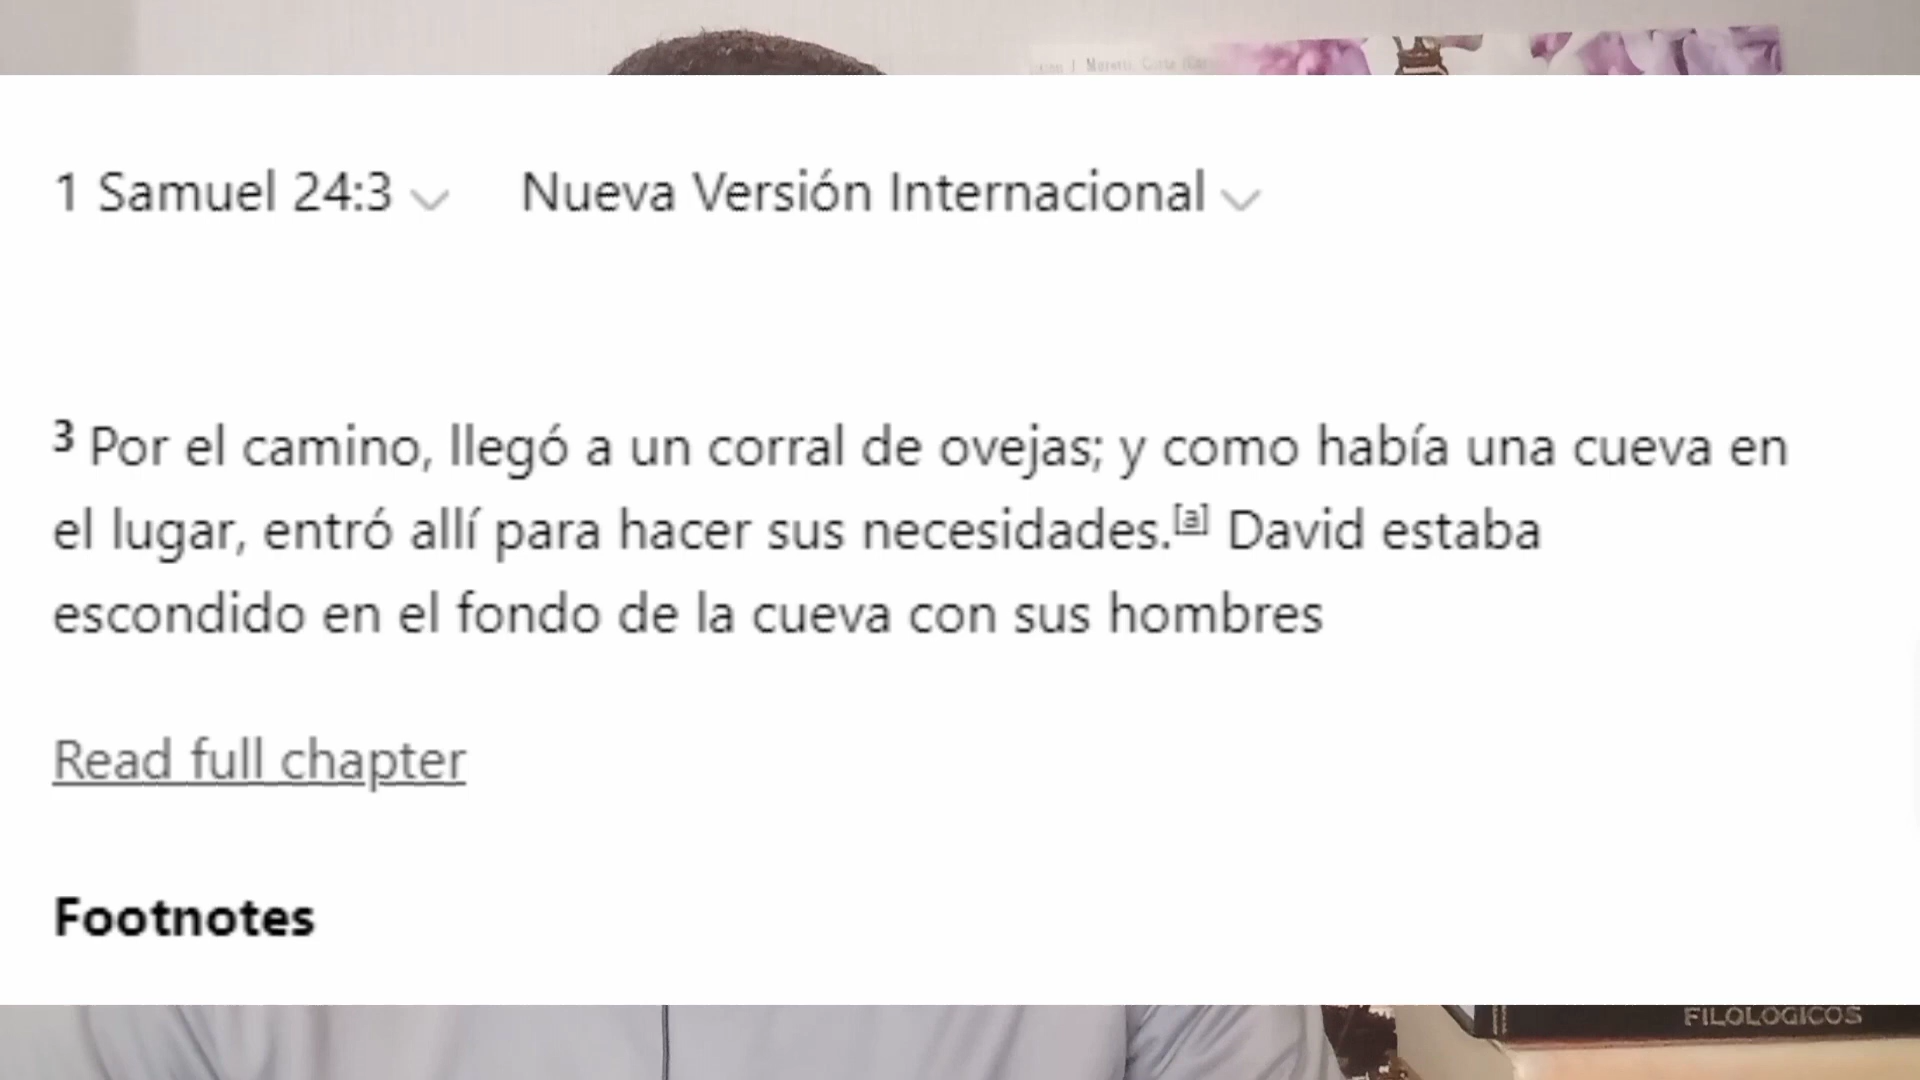 1 Samuel 24:3 Nueva Versión Internacional
3 Por el camino, llegó a un corral de ovejas; y como había una cueva en
el lugar, entró allí para hacer sus necesidades.[a] David estaba
escondido en el fondo de la cueva con sus hombres
Read full chapter
Footnotes
FILOLOGICOS